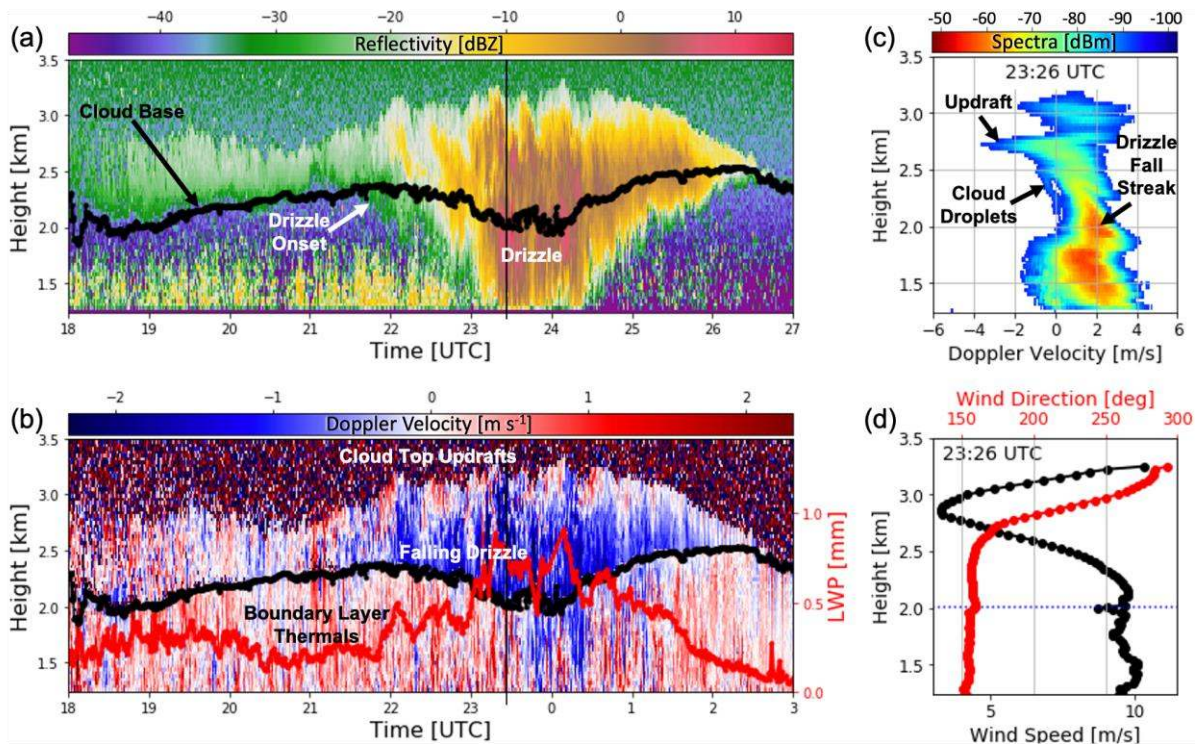 (a)
−40 −30 −20 −10 0 10
Reflectivity [dBZ]
3.5
3.0
2.5
2.0
1.5
Height [km]
Cloud Base
Drizzle
Onset
Drizzle
18 19 20 21 22 23 24 25 26 27
Time [UTC]
(b)
−2 −1 0 1 2
Doppler Velocity [m s⁻¹]
3.5
3.0
2.5
2.0
1.5
Height [km]
Cloud Top Updrafts
Falling Drizzle
Boundary Layer
Thermals
1.0
0.5
0.0
LWP [mm]
18 19 20 21 22 23 0 1 2 3
Time [UTC]
(c)
-50 -60 -70 -80 -90 -100
Spectra [dBm]
23:26 UTC
3.5
3.0
2.5
2.0
1.5
Height [km]
Updraft
Drizzle
Fall
Streak
Cloud
Droplets
−6 −4 −2 0 2 4 6
Doppler Velocity [m/s]
(d)
Wind Direction [deg]
150 200 250 300
23:26 UTC
3.5
3.0
2.5
2.0
1.5
Height [km]
5 10
Wind Speed [m/s]